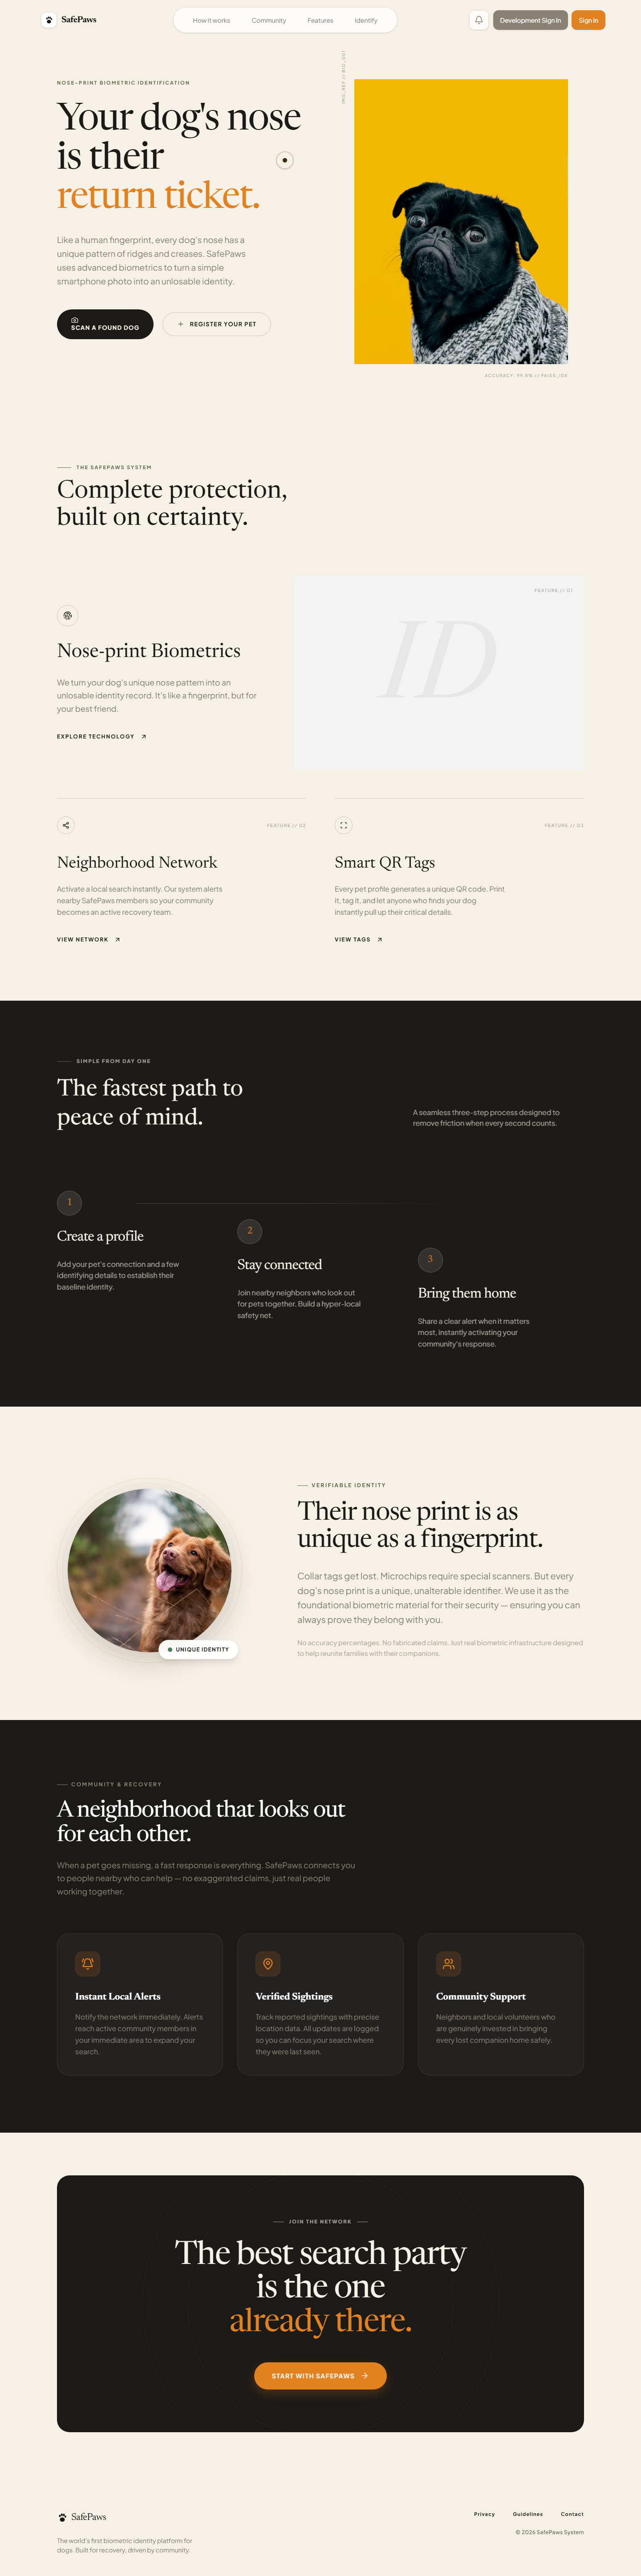 SafePaws
How it works
Community
Features
Identify
Development Sign In
Sign In
NOSE-PRINT BIOMETRIC IDENTIFICATION
Your dog's nose
is their
return ticket.
Like a human fingerprint, every dog's nose has a
unique pattern of ridges and creases. SafePaws
uses advanced biometrics to turn a simple
smartphone photo into an unlosable identity.
SCAN A FOUND DOG
REGISTER YOUR PET
IMG_REF // BIO_001
ACCURACY: 99.8% // FAISS_IDX
THE SAFEPAWS SYSTEM
Complete protection,
built on certainty.
Nose-print Biometrics
We turn your dog's unique nose pattern into an
unlosable identity record. It's like a fingerprint, but for
your best friend.
EXPLORE TECHNOLOGY
FEATURE // 01
ID
FEATURE // 02
Neighborhood Network
Activate a local search instantly. Our system alerts
nearby SafePaws members so your community
becomes an active recovery team.
VIEW NETWORK
FEATURE // 03
Smart QR Tags
Every pet profile generates a unique QR code. Print
it, tag it, and let anyone who finds your dog
instantly pull up their critical details.
VIEW TAGS
SIMPLE FROM DAY ONE
The fastest path to
peace of mind.
A seamless three-step process designed to
remove friction when every second counts.
1
Create a profile
Add your pet's connection and a few
identifying details to establish their
baseline identity.
2
Stay connected
Join nearby neighbors who look out
for pets together. Build a hyper-local
safety net.
3
Bring them home
Share a clear alert when it matters
most, instantly activating your
community's response.
UNIQUE IDENTITY
VERIFIABLE IDENTITY
Their nose print is as
unique as a fingerprint.
Collar tags get lost. Microchips require special scanners. But every
dog's nose print is a unique, unalterable identifier. We use it as the
foundational biometric material for their security — ensuring you can
always prove they belong with you.
No accuracy percentages. No fabricated claims. Just real biometric infrastructure designed
to help reunite families with their companions.
COMMUNITY & RECOVERY
A neighborhood that looks out
for each other.
When a pet goes missing, a fast response is everything. SafePaws connects you
to people nearby who can help — no exaggerated claims, just real people
working together.
Instant Local Alerts
Notify the network immediately. Alerts
reach active community members in
your immediate area to expand your
search.
Verified Sightings
Track reported sightings with precise
location data. All updates are logged
so you can focus your search where
they were last seen.
Community Support
Neighbors and local volunteers who
are genuinely invested in bringing
every lost companion home safely.
JOIN THE NETWORK
The best search party
is the one
already there.
START WITH SAFEPAWS
SafePaws
The world's first biometric identity platform for
dogs. Built for recovery, driven by community.
Privacy
Guidelines
Contact
© 2026 SafePaws System